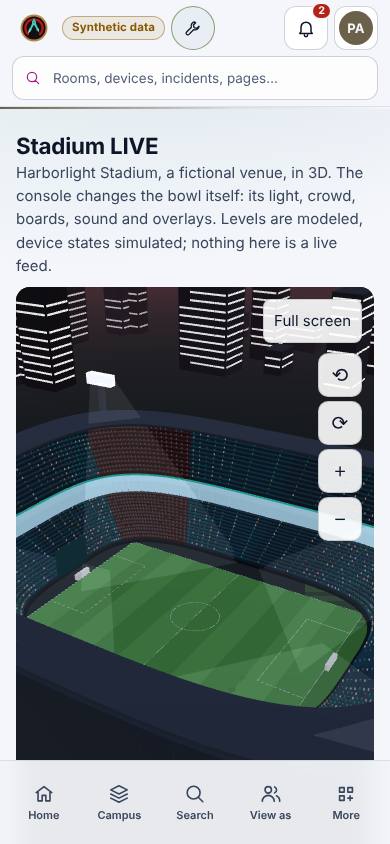 Synthetic data
2
PA
Rooms, devices, incidents, pages...
Stadium LIVE
Harborlight Stadium, a fictional venue, in 3D. The
console changes the bowl itself: its light, crowd,
boards, sound and overlays. Levels are modeled,
device states simulated; nothing here is a live
feed.
Full screen
⟲
⟳
+
−
Home
Campus
Search
View as
More